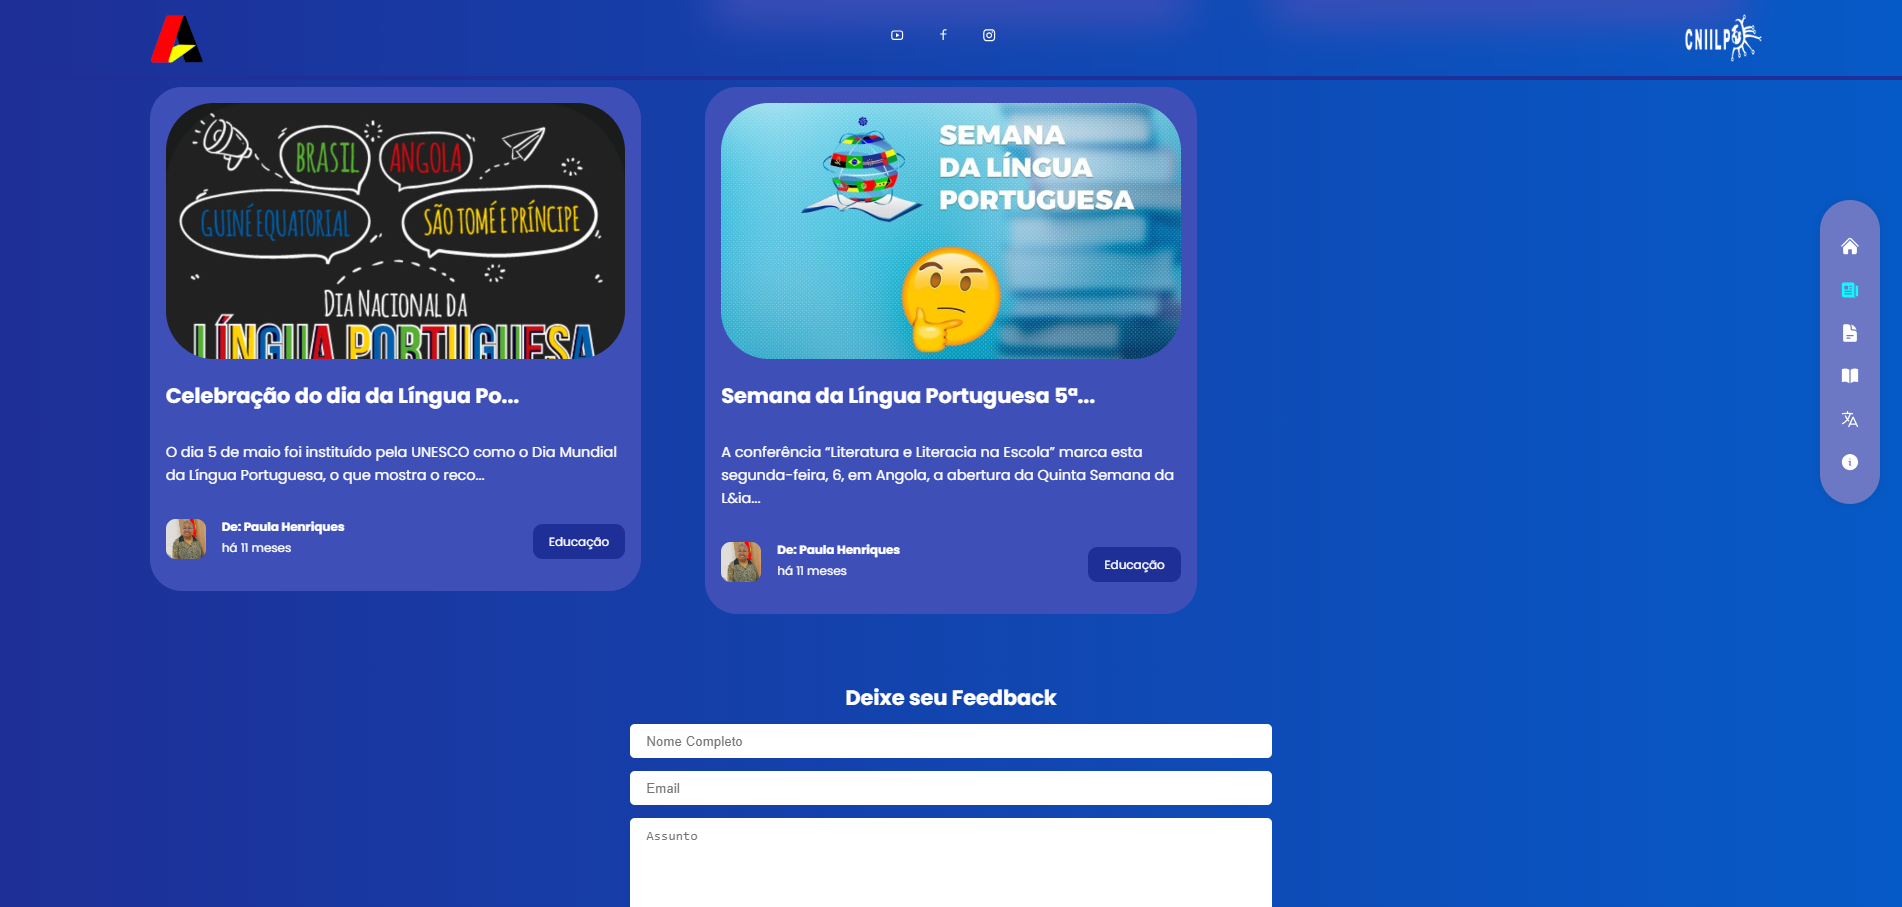 CNIILP
BRASIL
ANGOLA
GUINÉ EQUATORIAL
SÃO TOMÉ E PRÍNCIPE
DIA NACIONAL DA
LÍNGUA PORTUGUESA
Celebração do dia da Língua Po...
O dia 5 de maio foi instituído pela UNESCO como o Dia Mundial
da Língua Portuguesa, o que mostra o reco...
De: Paula Henriques
há 11 meses
Educação
SEMANA
DA LÍNGUA
PORTUGUESA
Semana da Língua Portuguesa 5ª...
A conferência “Literatura e Literacia na Escola” marca esta
segunda-feira, 6, em Angola, a abertura da Quinta Semana da
L&ia...
De: Paula Henriques
há 11 meses
Educação
Deixe seu Feedback
Nome Completo
Email
Assunto